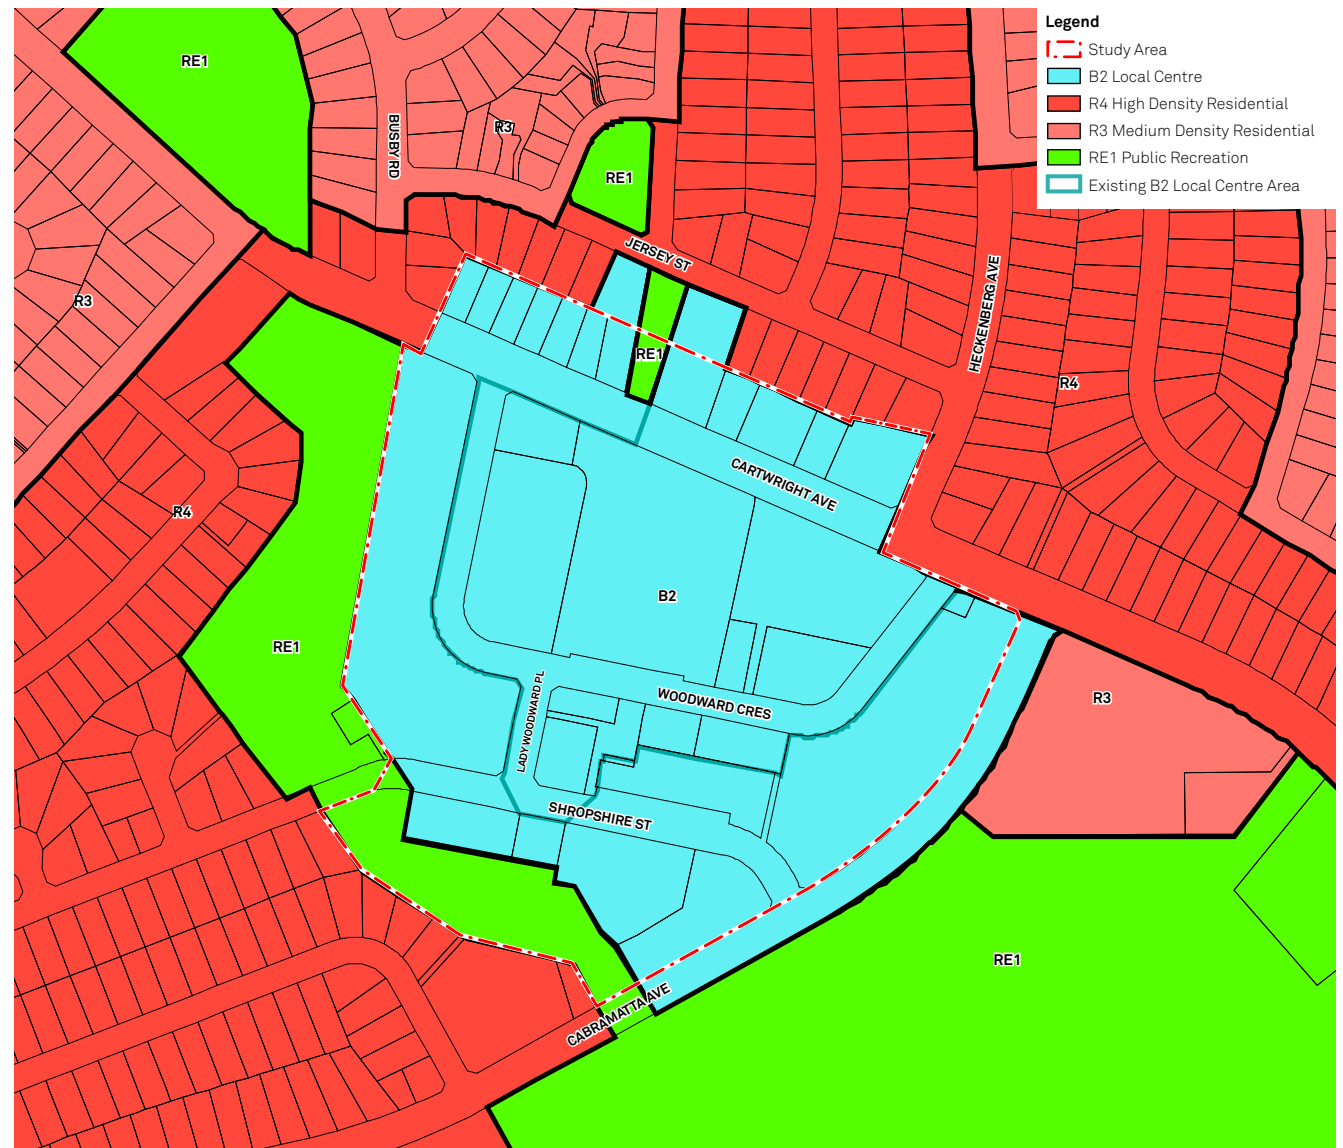 Legend
Study Area
B2 Local Centre
R4 High Density Residential
R3 Medium Density Residential
RE1 Public Recreation
Existing B2 Local Centre Area
RE1
BUSBY RD
R3
RE1
JERSEY ST
HECKENBERG AVE
R3
RE1
R4
CARTWRIGHT AVE
R4
B2
RE1
LADY WOODWARD PL
WOODWARD CRES
R3
SHROPSHIRE ST
RE1
CABRAMATTA AVE